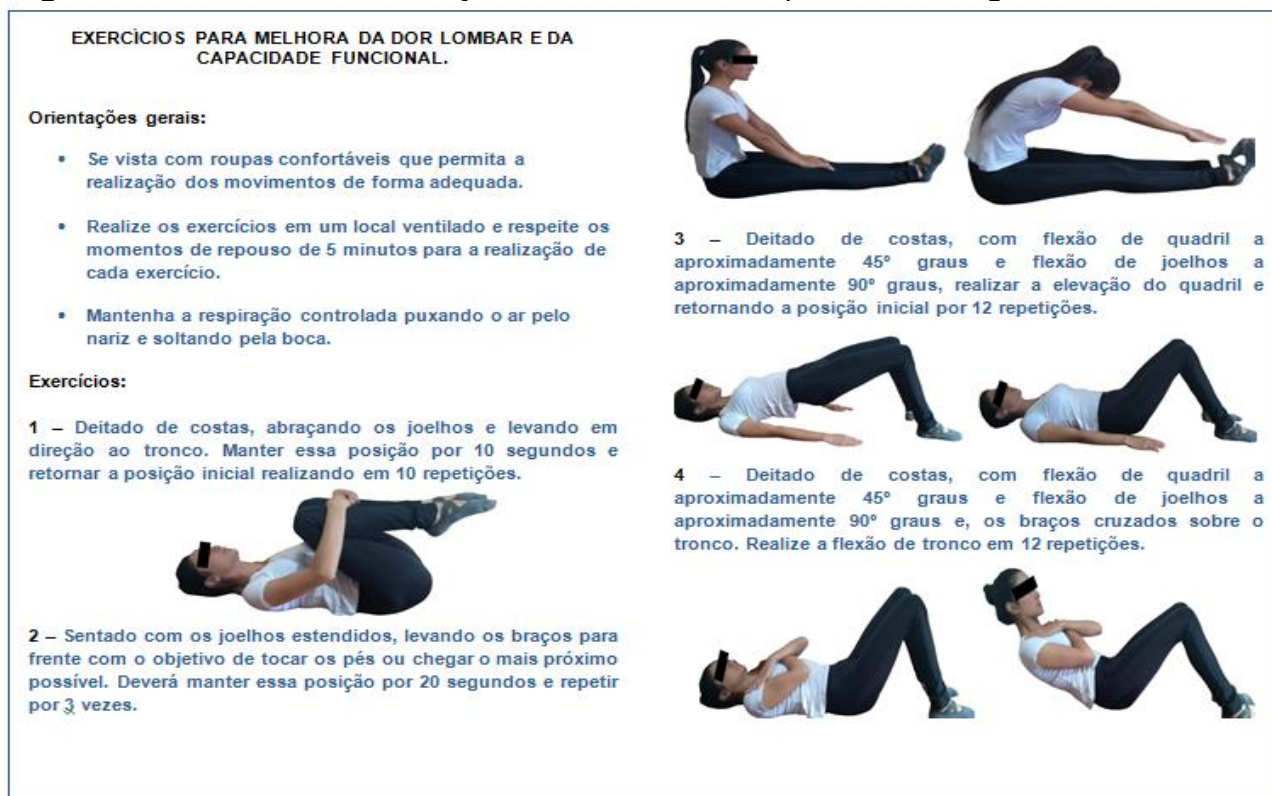 EXERCÍCIOS PARA MELHORA DA DOR LOMBAR E DA
CAPACIDADE FUNCIONAL.
Orientações gerais:
• Se vista com roupas confortáveis que permita a
realização dos movimentos de forma adequada.
• Realize os exercícios em um local ventilado e respeite os
momentos de repouso de 5 minutos para a realização de
cada exercício.
• Mantenha a respiração controlada puxando o ar pelo
nariz e soltando pela boca.
Exercícios:
1 – Deitado de costas, abraçando os joelhos e levando em
direção ao tronco. Manter essa posição por 10 segundos e
retornar a posição inicial realizando em 10 repetições.
2 – Sentado com os joelhos estendidos, levando os braços para
frente com o objetivo de tocar os pés ou chegar o mais próximo
possível. Deverá manter essa posição por 20 segundos e repetir
por 3 vezes.
3 – Deitado de costas, com flexão de quadril a
aproximadamente 45º graus e flexão de joelhos a
aproximadamente 90º graus, realizar a elevação do quadril e
retornando a posição inicial por 12 repetições.
4 – Deitado de costas, com flexão de quadril a
aproximadamente 45º graus e flexão de joelhos a
aproximadamente 90º graus e, os braços cruzados sobre o
tronco. Realize a flexão de tronco em 12 repetições.